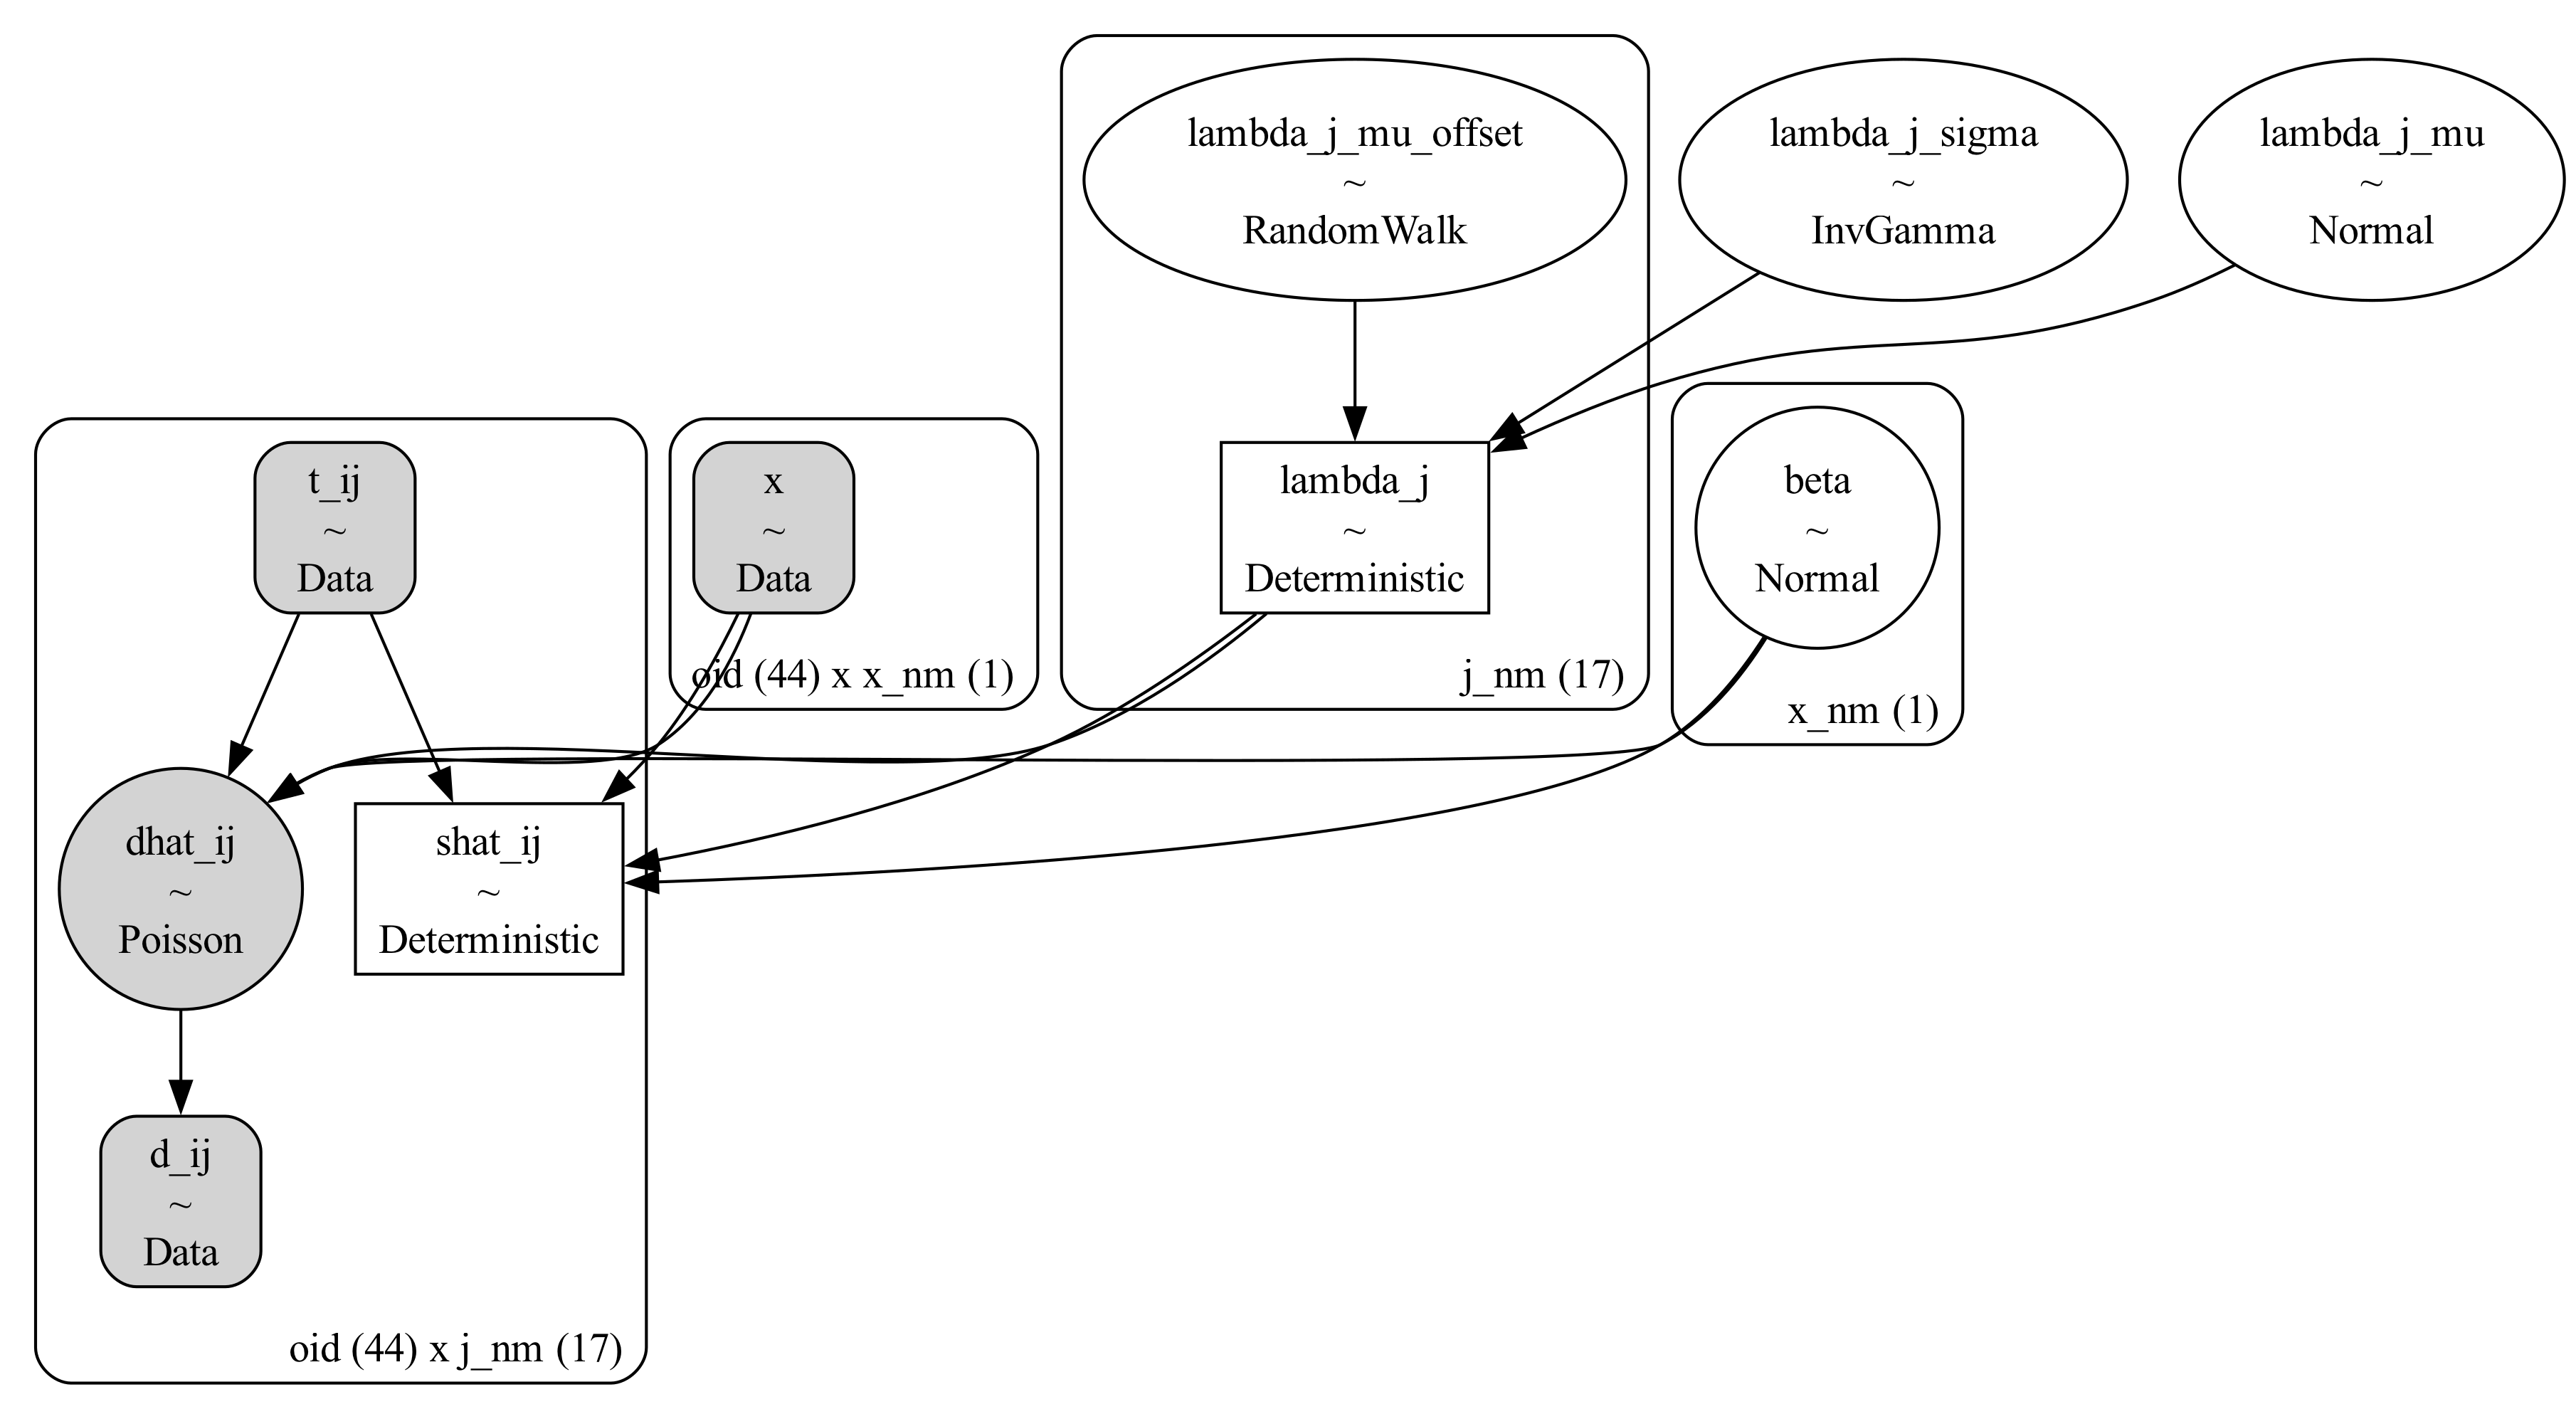 lambda_j_mu_offset
~
RandomWalk
lambda_j_sigma
~
InvGamma
lambda_j_mu
~
Normal
t_ij
~
Data
x
~
Data
oid (44) x x_nm (1)
lambda_j
~
Deterministic
j_nm (17)
beta
~
Normal
x_nm (1)
dhat_ij
~
Poisson
shat_ij
~
Deterministic
d_ij
~
Data
oid (44) x j_nm (17)